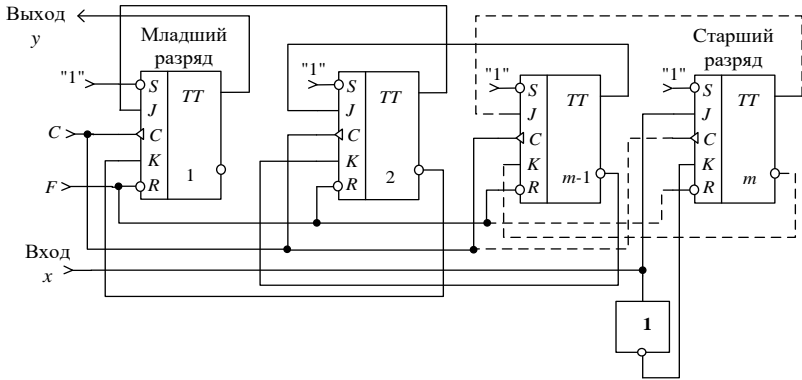 Выход
y
Младший
разряд
Старший
разряд
"1"
S
J
C
K
R
TT
1
"1"
S
J
C
K
R
TT
2
"1"
S
J
C
K
R
TT
m-1
"1"
S
J
C
K
R
TT
m
C
F
Вход
x
1